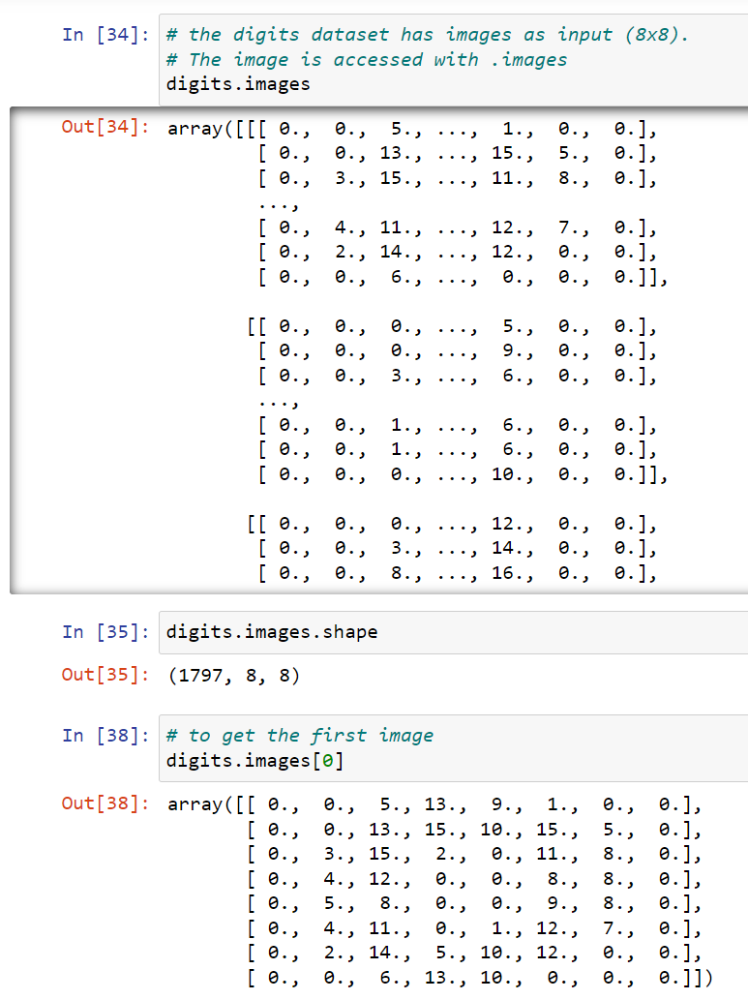 In [34]: # the digits dataset has images as input (8x8).
# The image is accessed with .images
digits.images
Out[34]: array([[[ 0.,  0.,  5., ...,  1.,  0.,  0.],
[ 0.,  0., 13., ..., 15.,  5.,  0.],
[ 0.,  3., 15., ..., 11.,  8.,  0.],
...,
[ 0.,  4., 11., ..., 12.,  7.,  0.],
[ 0.,  2., 14., ..., 12.,  0.,  0.],
[ 0.,  0.,  6., ...,  0.,  0.,  0.]],
[[ 0.,  0.,  0., ...,  5.,  0.,  0.],
[ 0.,  0.,  0., ...,  9.,  0.,  0.],
[ 0.,  0.,  3., ...,  6.,  0.,  0.],
...,
[ 0.,  0.,  1., ...,  6.,  0.,  0.],
[ 0.,  0.,  1., ...,  6.,  0.,  0.],
[ 0.,  0.,  0., ..., 10.,  0.,  0.]],
[[ 0.,  0.,  0., ..., 12.,  0.,  0.],
[ 0.,  0.,  3., ..., 14.,  0.,  0.],
[ 0.,  0.,  8., ..., 16.,  0.,  0.],
In [35]: digits.images.shape
Out[35]: (1797, 8, 8)
In [38]: # to get the first image
digits.images[0]
Out[38]: array([[ 0.,  0.,  5., 13.,  9.,  1.,  0.,  0.],
[ 0.,  0., 13., 15., 10., 15.,  5.,  0.],
[ 0.,  3., 15.,  2.,  0., 11.,  8.,  0.],
[ 0.,  4., 12.,  0.,  0.,  8.,  8.,  0.],
[ 0.,  5.,  8.,  0.,  0.,  9.,  8.,  0.],
[ 0.,  4., 11.,  0.,  1., 12.,  7.,  0.],
[ 0.,  2., 14.,  5., 10., 12.,  0.,  0.],
[ 0.,  0.,  6., 13., 10.,  0.,  0.,  0.]])